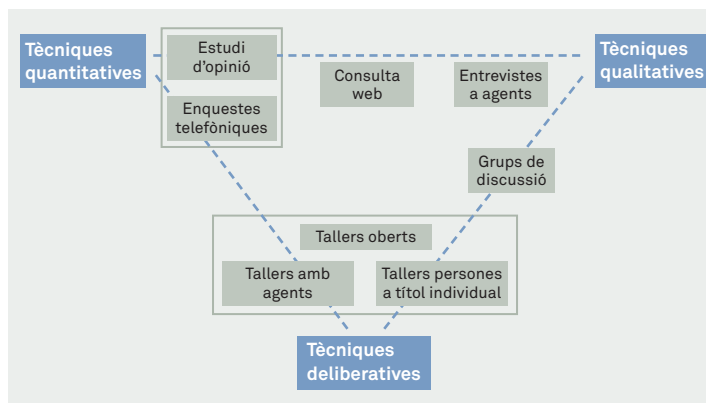 Tècniques
quantitatives
Estudi
d'opinió
Enquestes
telefòniques
Consulta
web
Entrevistes
a agents
Tècniques
qualitatives
Grups de
discussió
Tallers oberts
Tallers amb
agents
Tallers persones
a títol individual
Tècniques
deliberatives